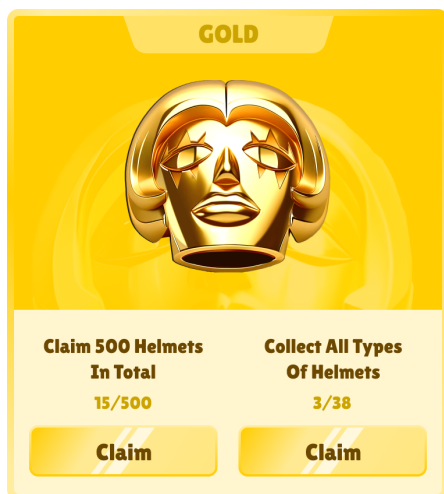 GOLD
Claim 500 Helmets
In Total
15/500
Claim
Collect All Types
Of Helmets
3/38
Claim